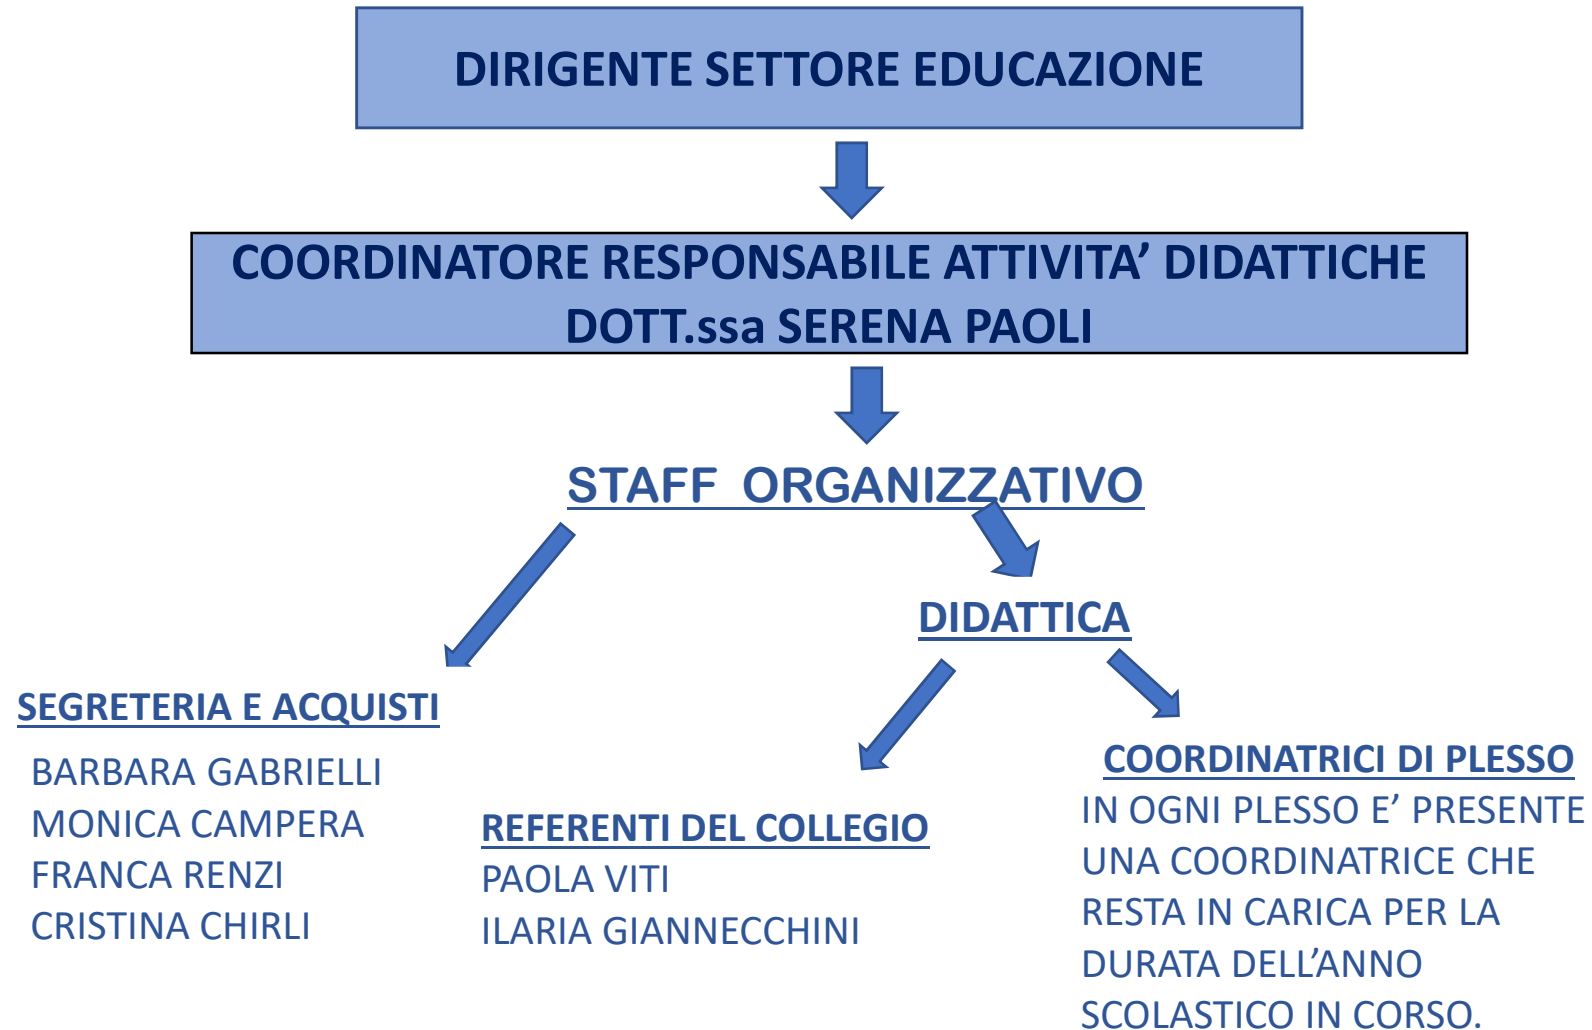 DIRIGENTE SETTORE EDUCAZIONE
COORDINATORE RESPONSABILE ATTIVITA’ DIDATTICHE
DOTT.ssa SERENA PAOLI
STAFF ORGANIZZATIVO
DIDATTICA
SEGRETERIA E ACQUISTI
BARBARA GABRIELLI
MONICA CAMPERA
FRANCA RENZI
CRISTINA CHIRLI
REFERENTI DEL COLLEGIO
PAOLA VITI
ILARIA GIANNECCHINI
COORDINATRICI DI PLESSO
IN OGNI PLESSO E’ PRESENTE
UNA COORDINATRICE CHE
RESTA IN CARICA PER LA
DURATA DELL’ANNO
SCOLASTICO IN CORSO.